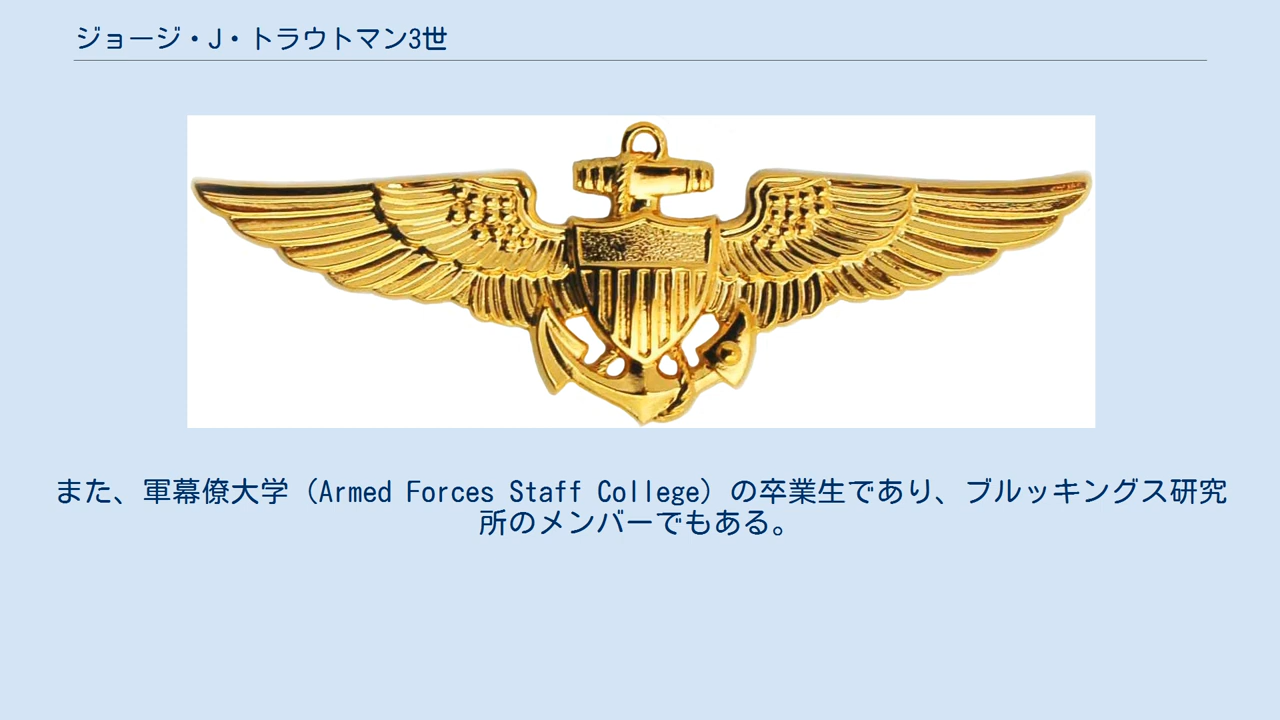 ジョージ・J・トラウトマン3世
また、軍幕僚大学（Armed Forces Staff College）の卒業生であり、ブルッキングス研究
所のメンバーでもある。